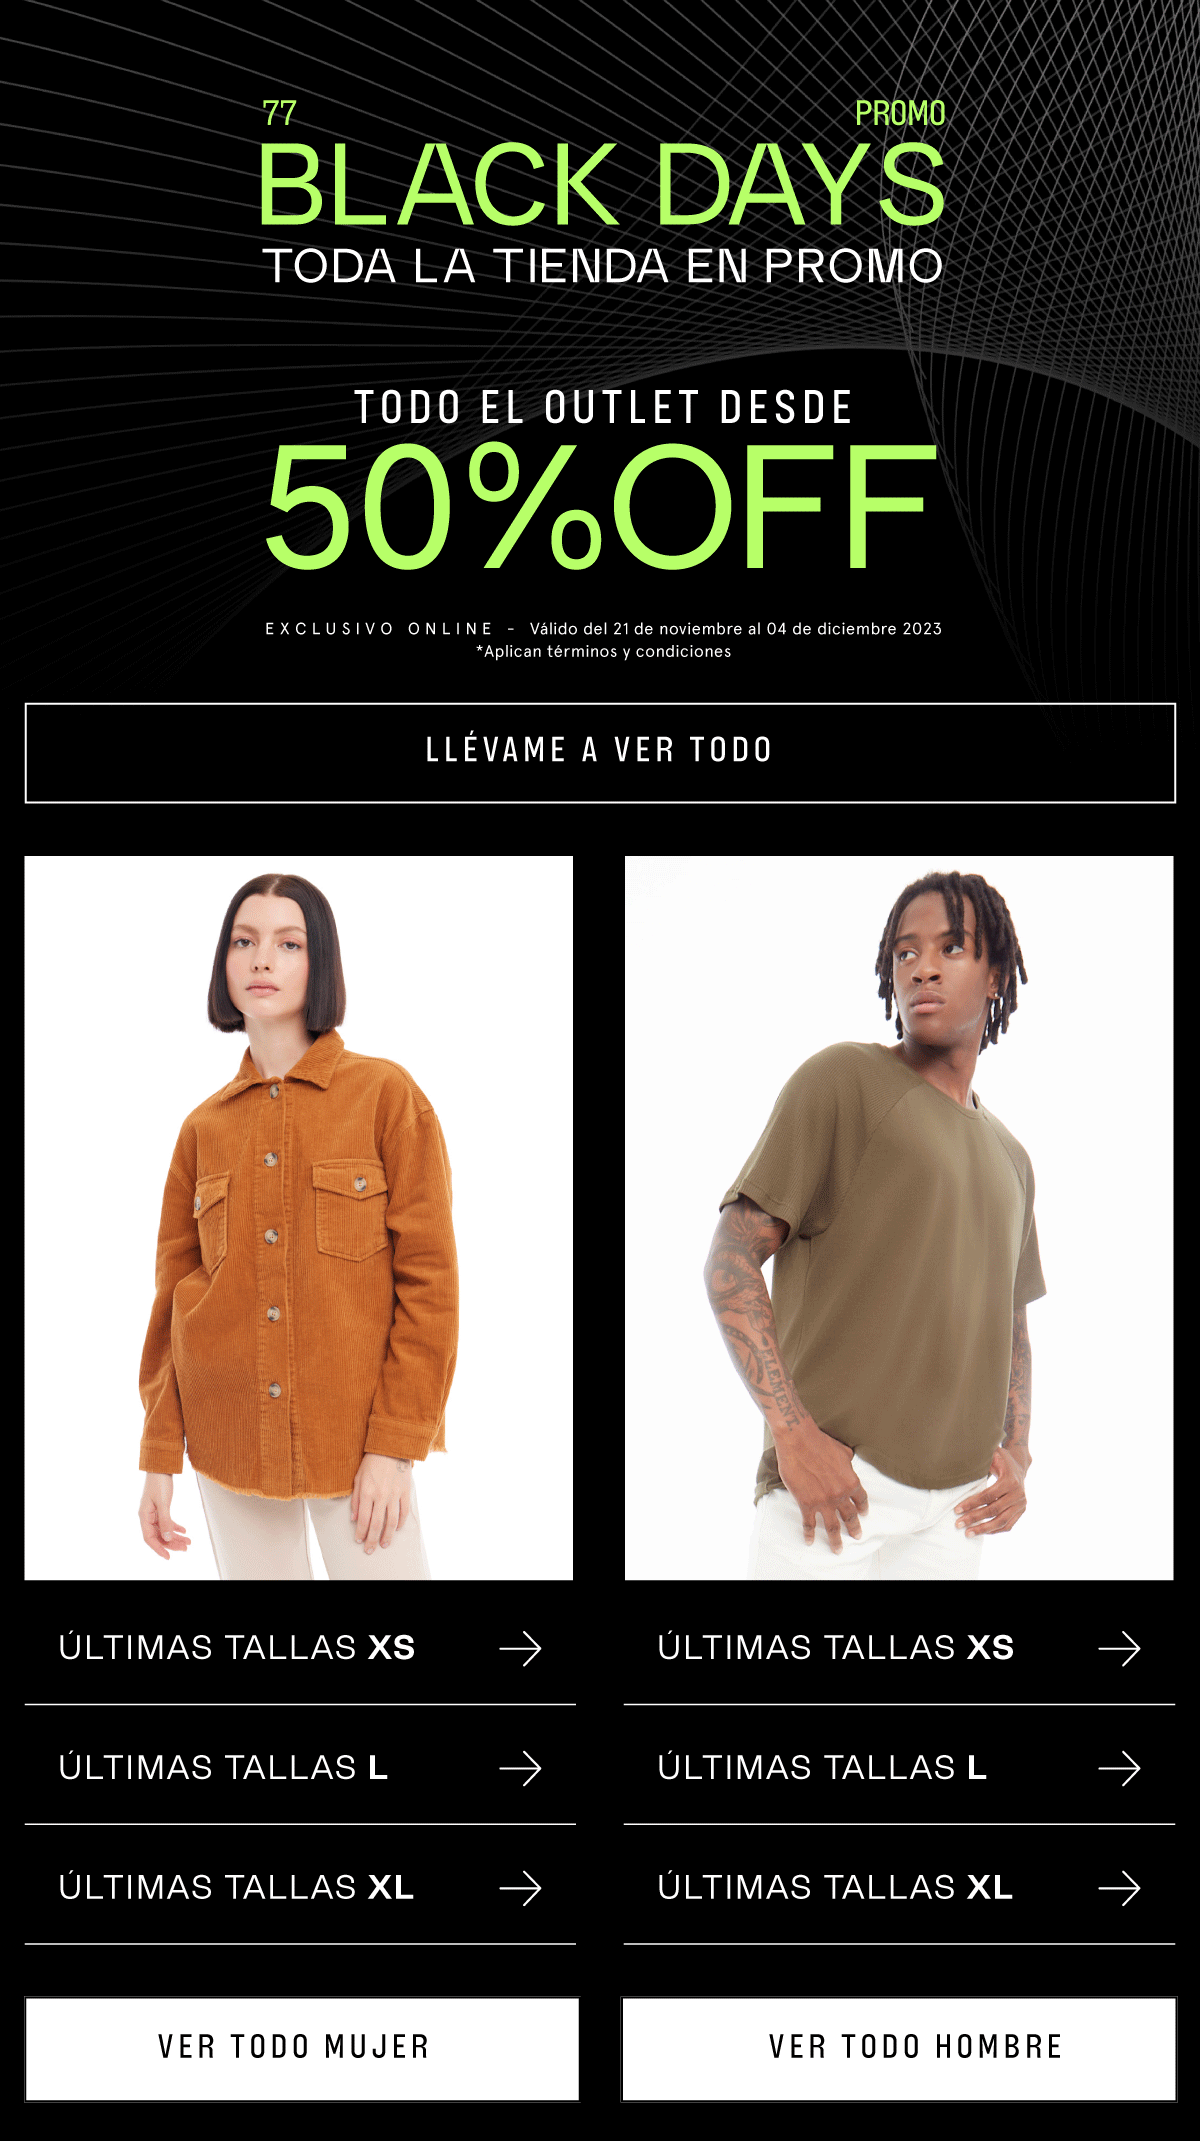 77 PROMO
BLACK DAYS
TODA LA TIENDA EN PROMO
TODO EL OUTLET DESDE
50%OFF
EXCLUSIVO ONLINE - Válido del 21 de noviembre al 04 de diciembre 2023
*Aplican términos y condiciones
LLÉVAME A VER TODO
ELEMENT
ÚLTIMAS TALLAS XS
ÚLTIMAS TALLAS L
ÚLTIMAS TALLAS XL
VER TODO MUJER
ÚLTIMAS TALLAS XS
ÚLTIMAS TALLAS L
ÚLTIMAS TALLAS XL
VER TODO HOMBRE